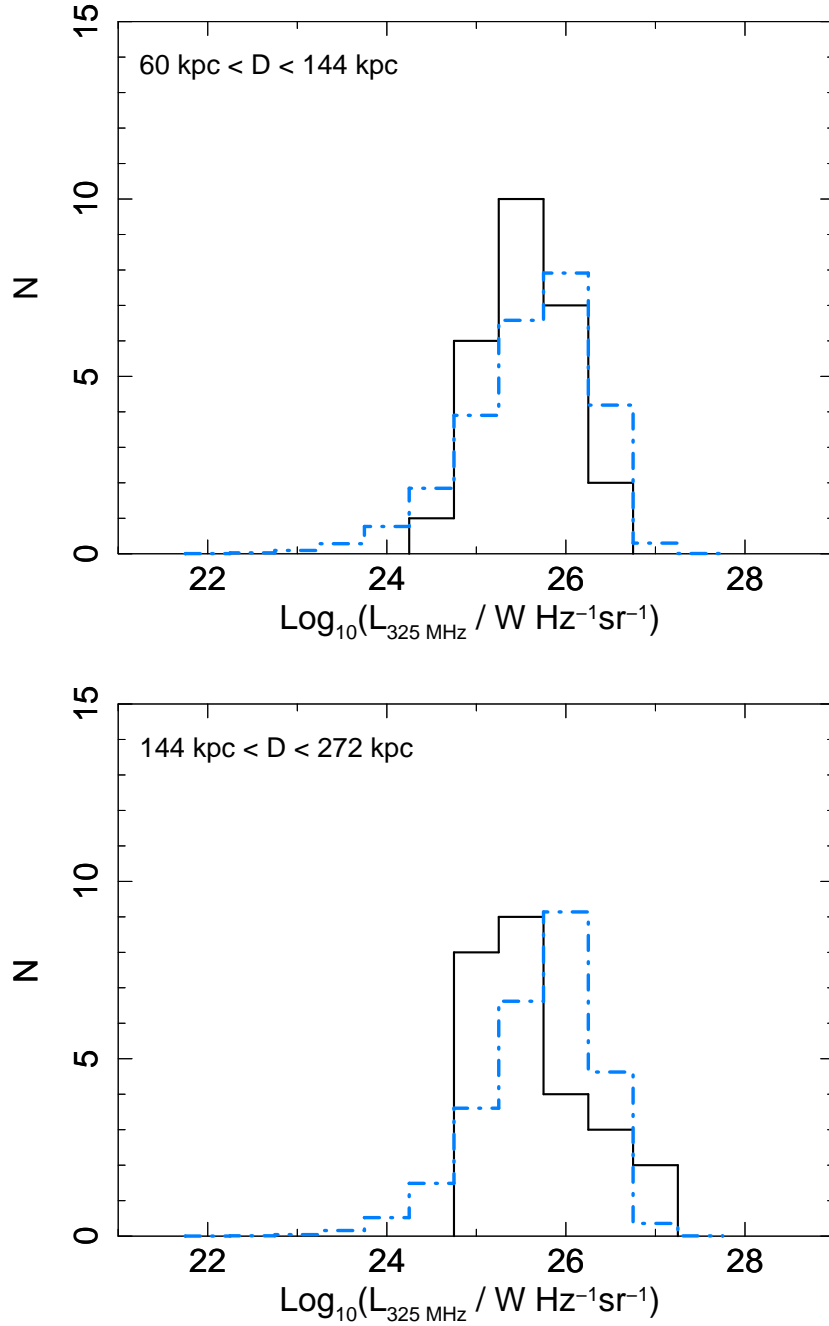 15
60 kpc < D < 144 kpc
10
N
5
0
22 24 26 28
Log₁₀(L₃₂₅ MHz / W Hz⁻¹sr⁻¹)
15
144 kpc < D < 272 kpc
10
N
5
0
22 24 26 28
Log₁₀(L₃₂₅ MHz / W Hz⁻¹sr⁻¹)